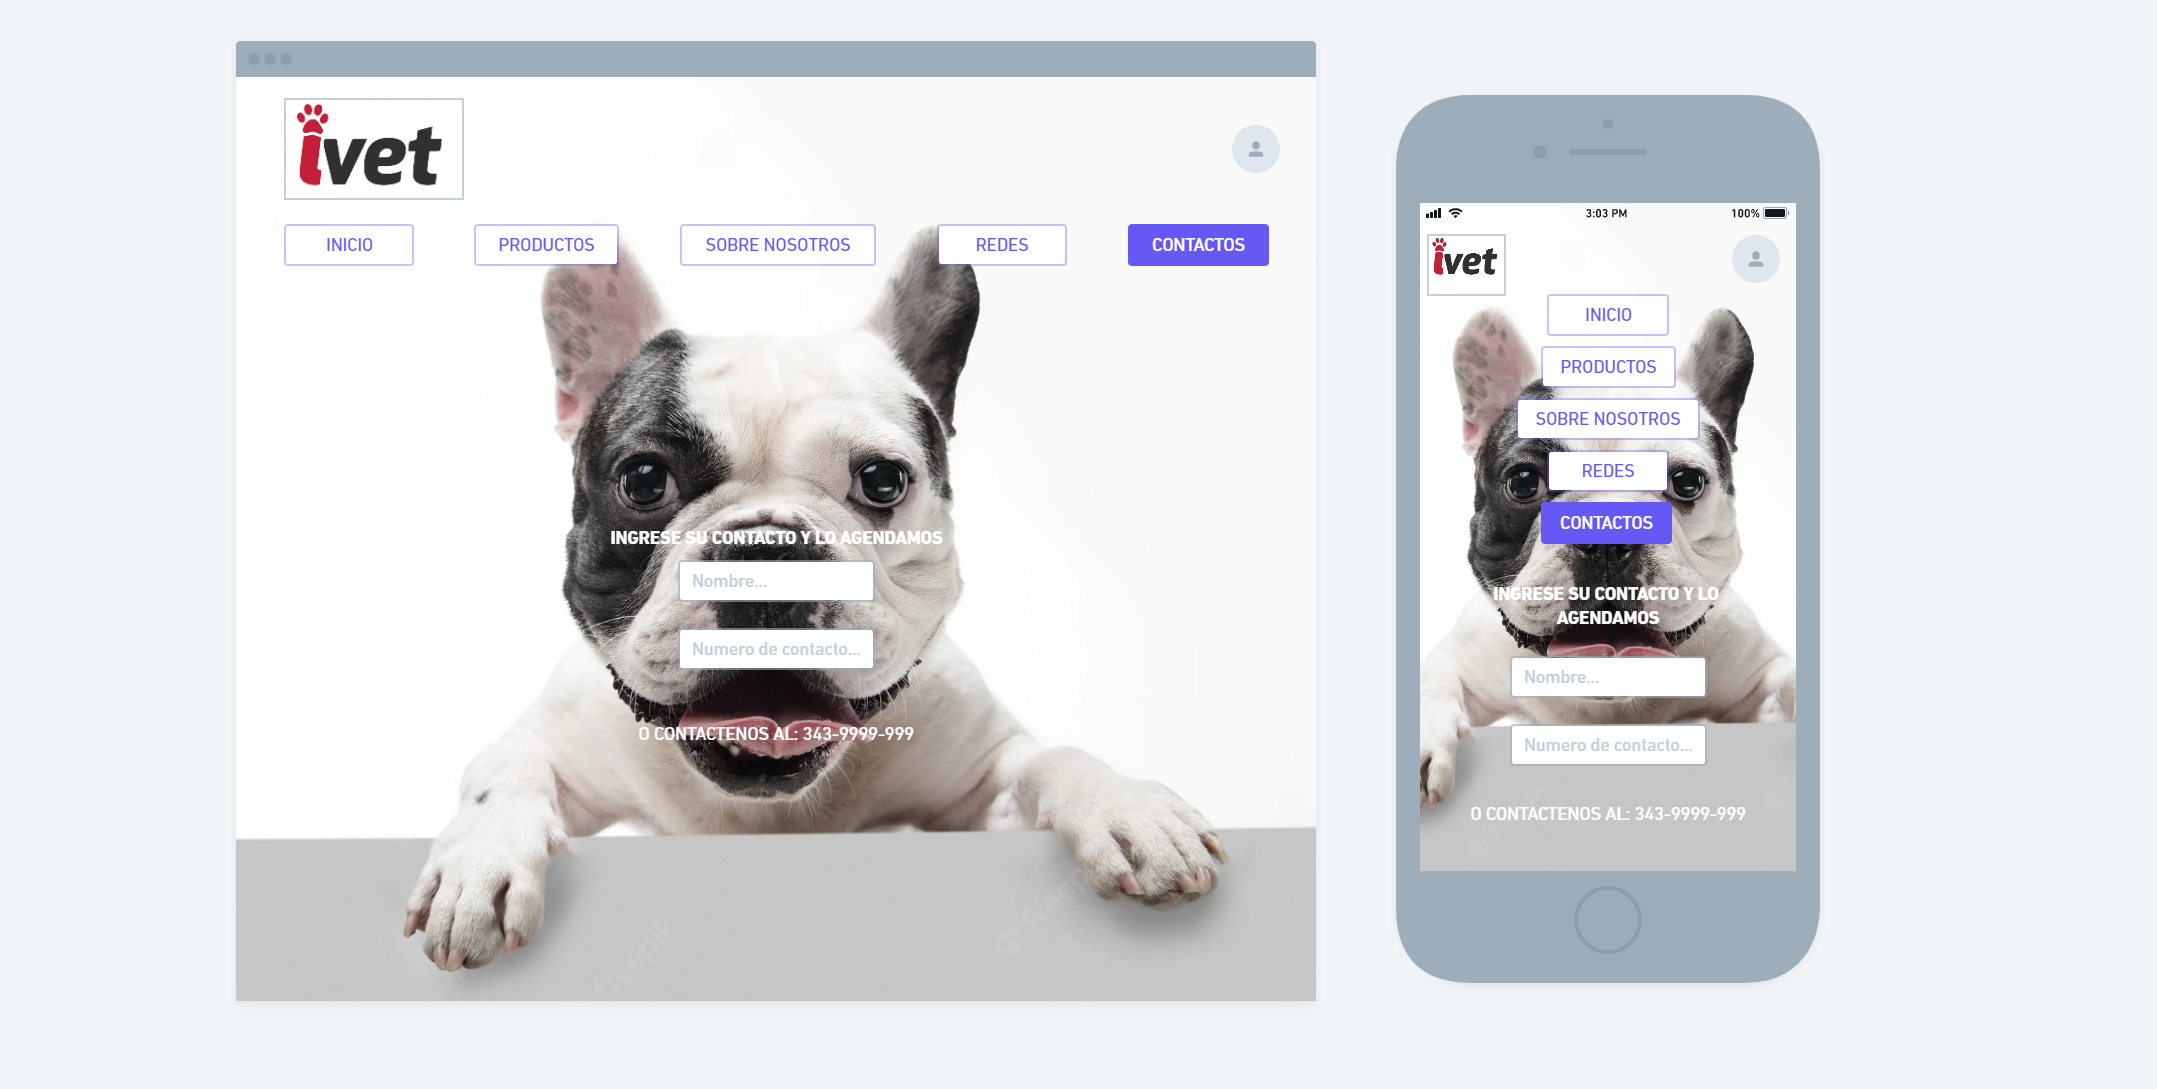 ivet
INICIO
PRODUCTOS
SOBRE NOSOTROS
REDES
CONTACTOS
INGRESE SU CONTACTO Y LO AGENDAMOS
Nombre...
Numero de contacto...
O CONTACTENOS AL: 343-9999-999
freepik
freepik
3:03 PM
100%
ivet
INICIO
PRODUCTOS
SOBRE NOSOTROS
REDES
CONTACTOS
INGRESE SU CONTACTO Y LO
AGENDAMOS
Nombre...
Numero de contacto...
O CONTACTENOS AL: 343-9999-999
freepik